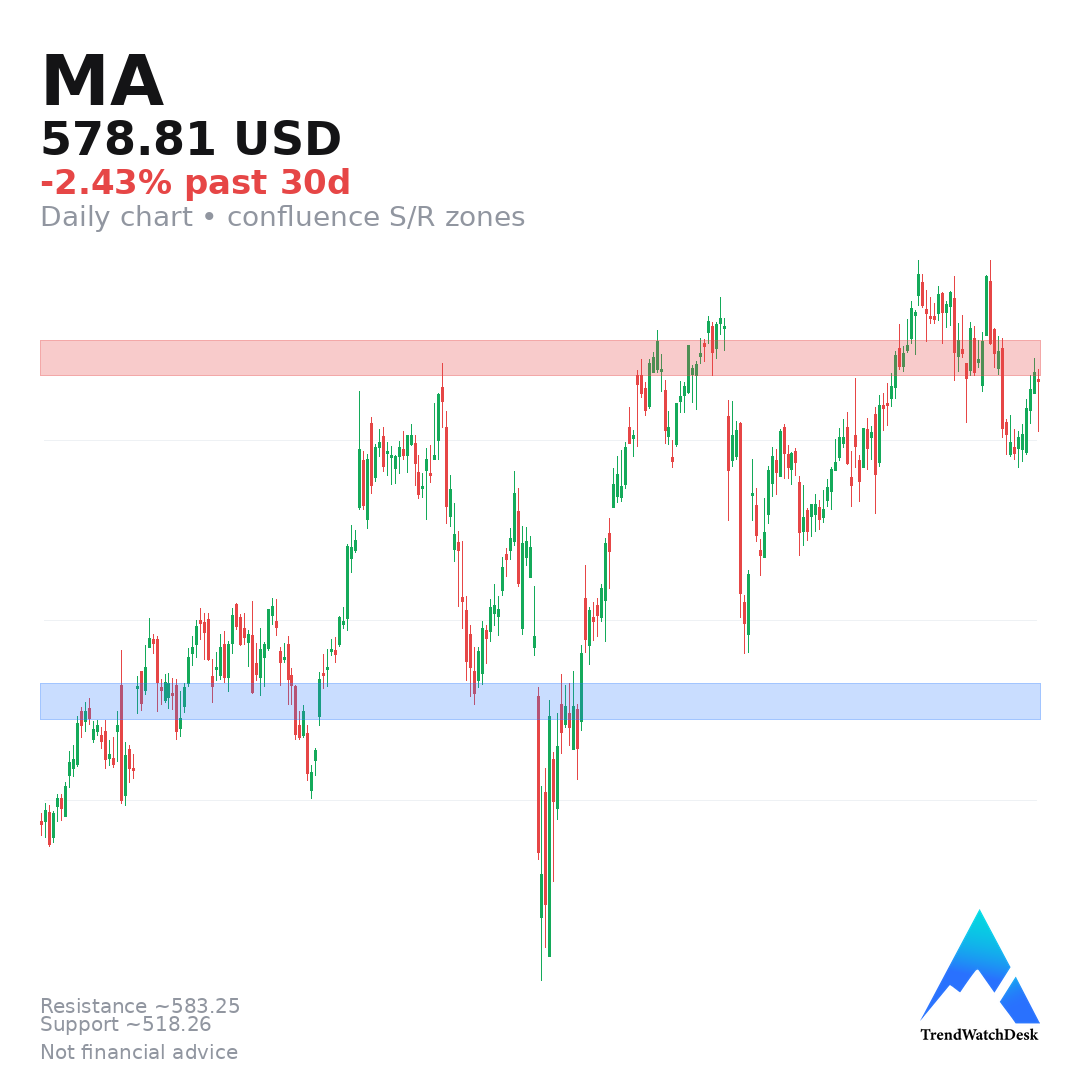 MA
578.81 USD
-2.43% past 30d
Daily chart • confluence S/R zones
Resistance ~583.25
Support ~518.26
Not financial advice
TrendWatchDesk